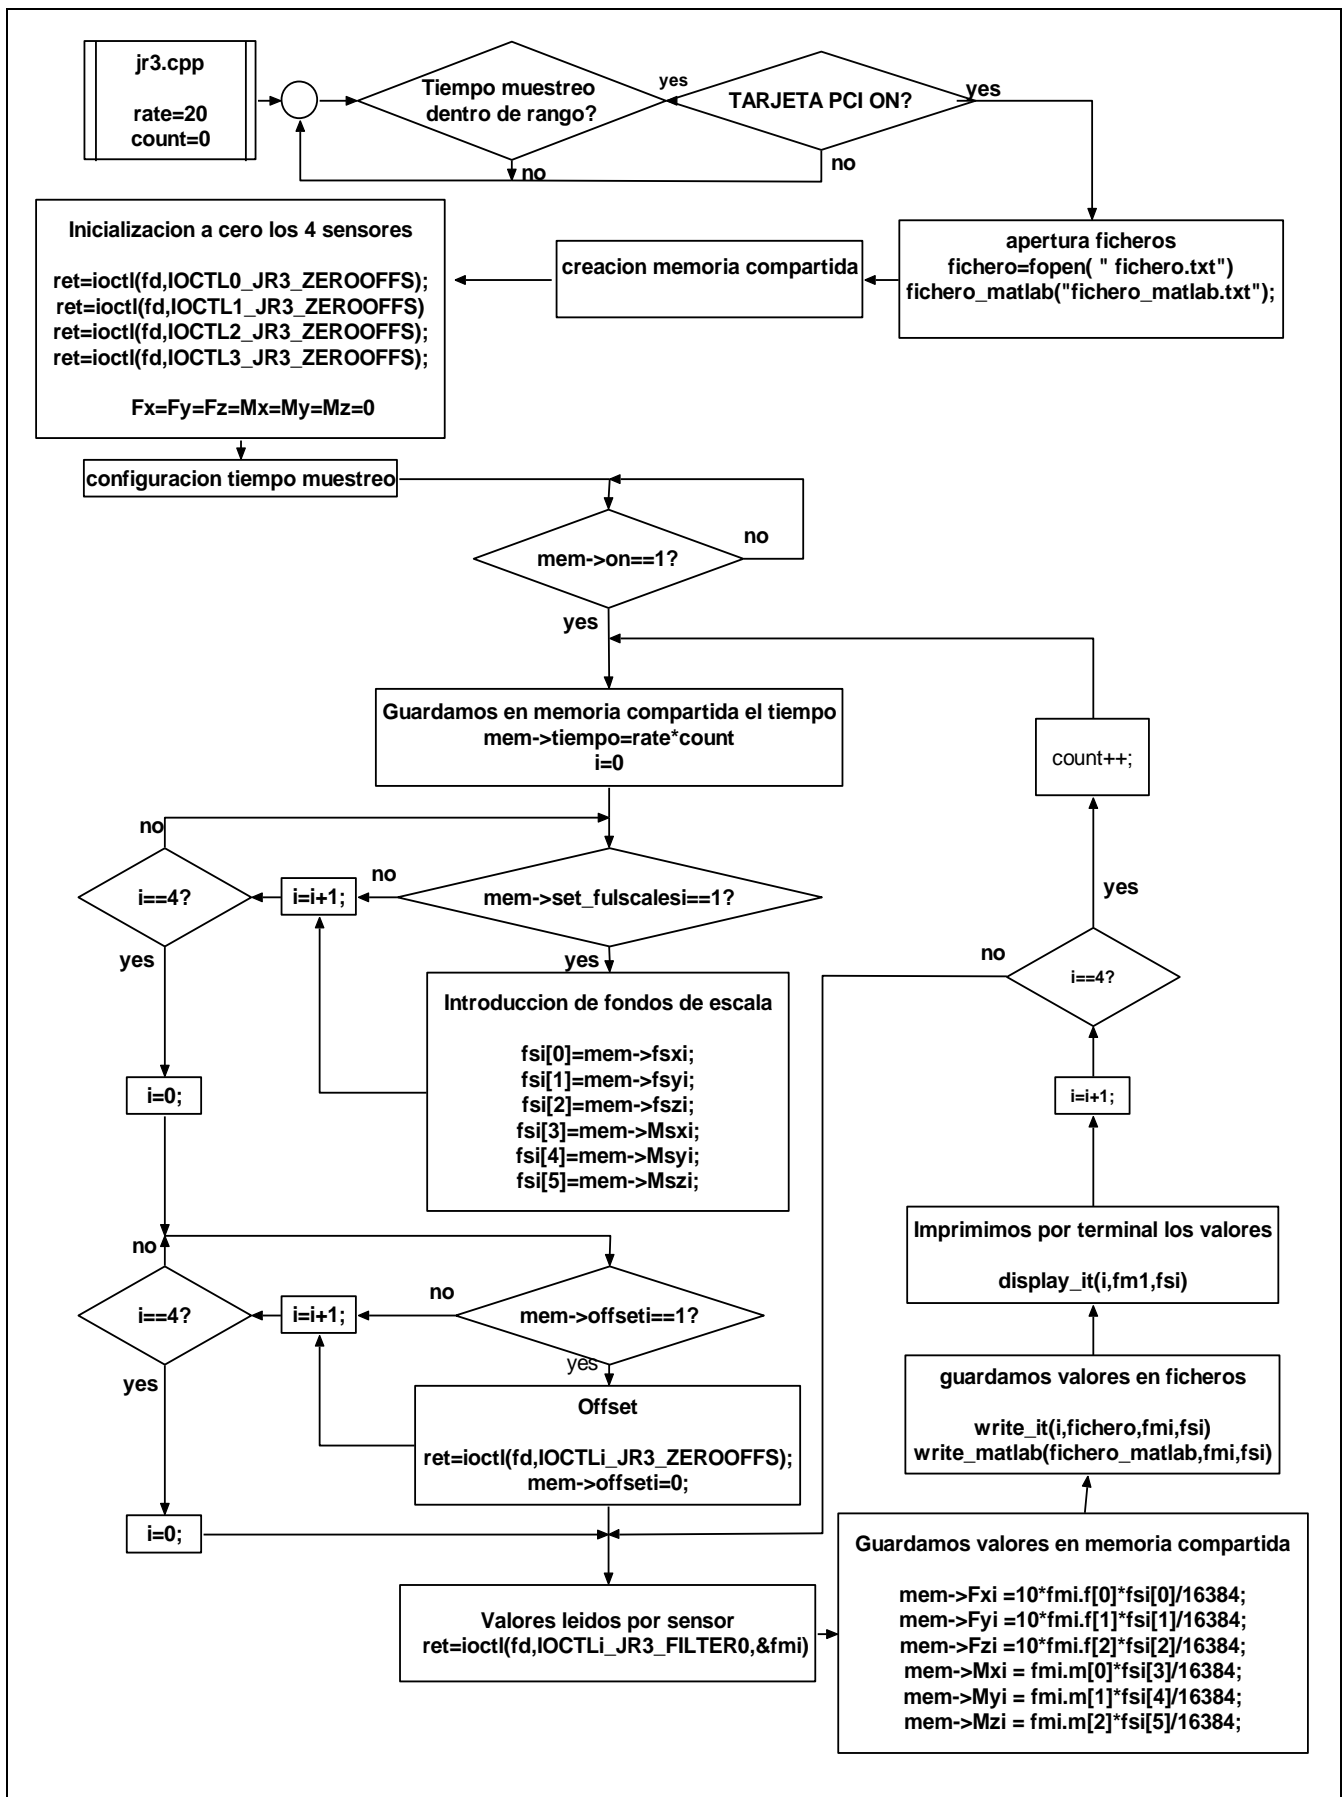 jr3.cpp
rate=20
count=0
Tiempo muestreo
dentro de rango?
yes
TARJETA PCI ON?
yes
no
no
Inicializacion a cero los 4 sensores
ret=ioctl(fd,IOCTL0_JR3_ZEROOFFS);
ret=ioctl(fd,IOCTL1_JR3_ZEROOFFS)
ret=ioctl(fd,IOCTL2_JR3_ZEROOFFS);
ret=ioctl(fd,IOCTL3_JR3_ZEROOFFS);
Fx=Fy=Fz=Mx=My=Mz=0
creacion memoria compartida
apertura ficheros
fichero=fopen( " fichero.txt")
fichero_matlab("fichero_matlab.txt");
configuracion tiempo muestreo
mem->on==1?
no
yes
Guardamos en memoria compartida el tiempo
mem->tiempo=rate*count
i=0
count++;
no
i==4?
yes
i=i+1;
no
mem->set_fulscalesi==1?
yes
Introduccion de fondos de escala
fsi[0]=mem->fsxi;
fsi[1]=mem->fsyi;
fsi[2]=mem->fszi;
fsi[3]=mem->Msxi;
fsi[4]=mem->Msyi;
fsi[5]=mem->Mszi;
yes
no
i==4?
i=i+1;
i=0;
Imprimimos por terminal los valores
display_it(i,fm1,fsi)
no
i==4?
yes
i=i+1;
no
mem->offseti==1?
yes
Offset
ret=ioctl(fd,IOCTLi_JR3_ZEROOFFS);
mem->offseti=0;
guardamos valores en ficheros
write_it(i,fichero,fmi,fsi)
write_matlab(fichero_matlab,fmi,fsi)
i=0;
Valores leidos por sensor
ret=ioctl(fd,IOCTLi_JR3_FILTER0,&fmi)
Guardamos valores en memoria compartida
mem->Fxi =10*fmi.f[0]*fsi[0]/16384;
mem->Fyi =10*fmi.f[1]*fsi[1]/16384;
mem->Fzi =10*fmi.f[2]*fsi[2]/16384;
mem->Mxi = fmi.m[0]*fsi[3]/16384;
mem->Myi = fmi.m[1]*fsi[4]/16384;
mem->Mzi = fmi.m[2]*fsi[5]/16384;